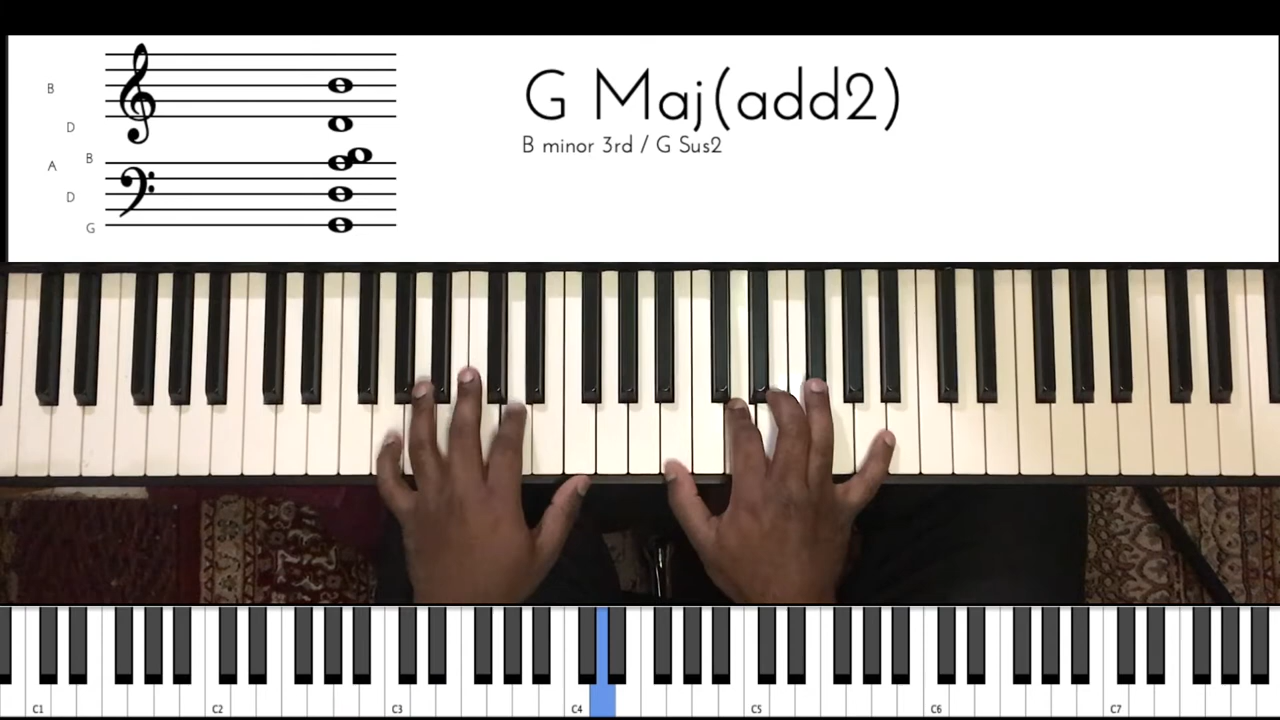 G Maj(add2)
B minor 3rd / G Sus2
B
D
B
A
D
G
C1 C2 C3 C4 C5 C6 C7